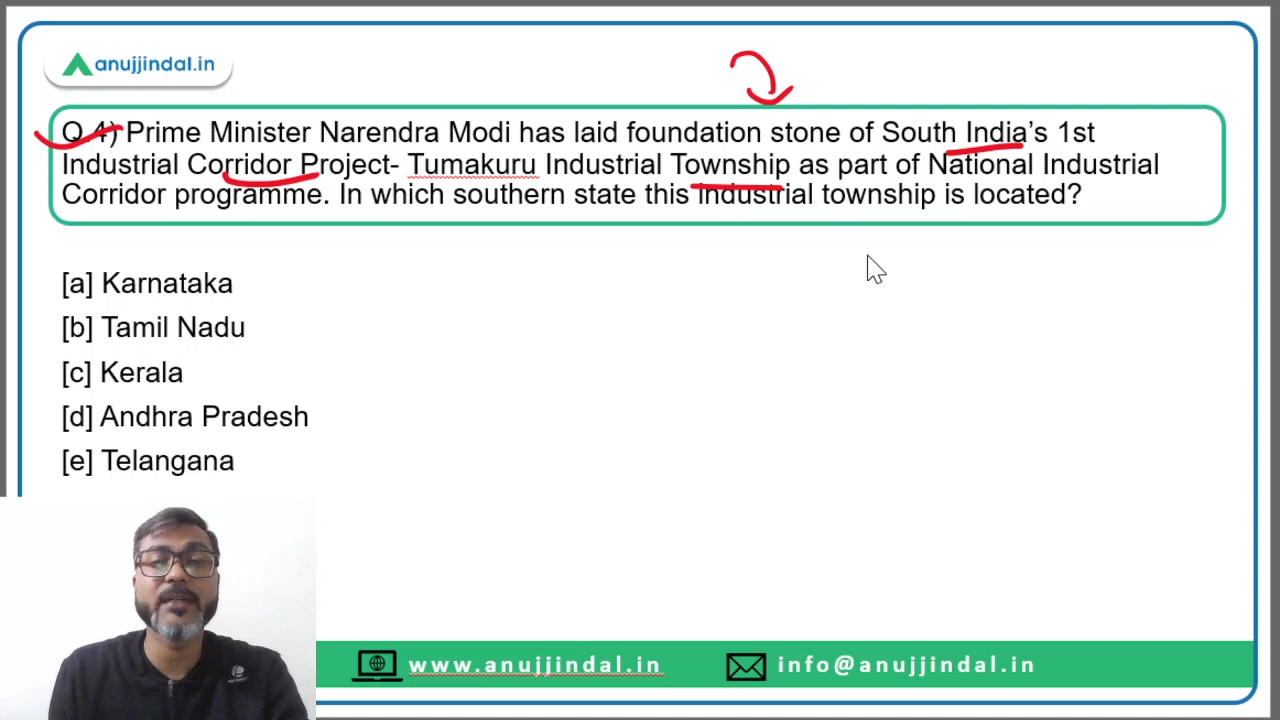 anujjindal.in
Q.4) Prime Minister Narendra Modi has laid foundation stone of South India’s 1st
Industrial Corridor Project- Tumakuru Industrial Township as part of National Industrial
Corridor programme. In which southern state this industrial township is located?
[a] Karnataka
[b] Tamil Nadu
[c] Kerala
[d] Andhra Pradesh
[e] Telangana
www.anujjindal.in
info@anujjindal.in